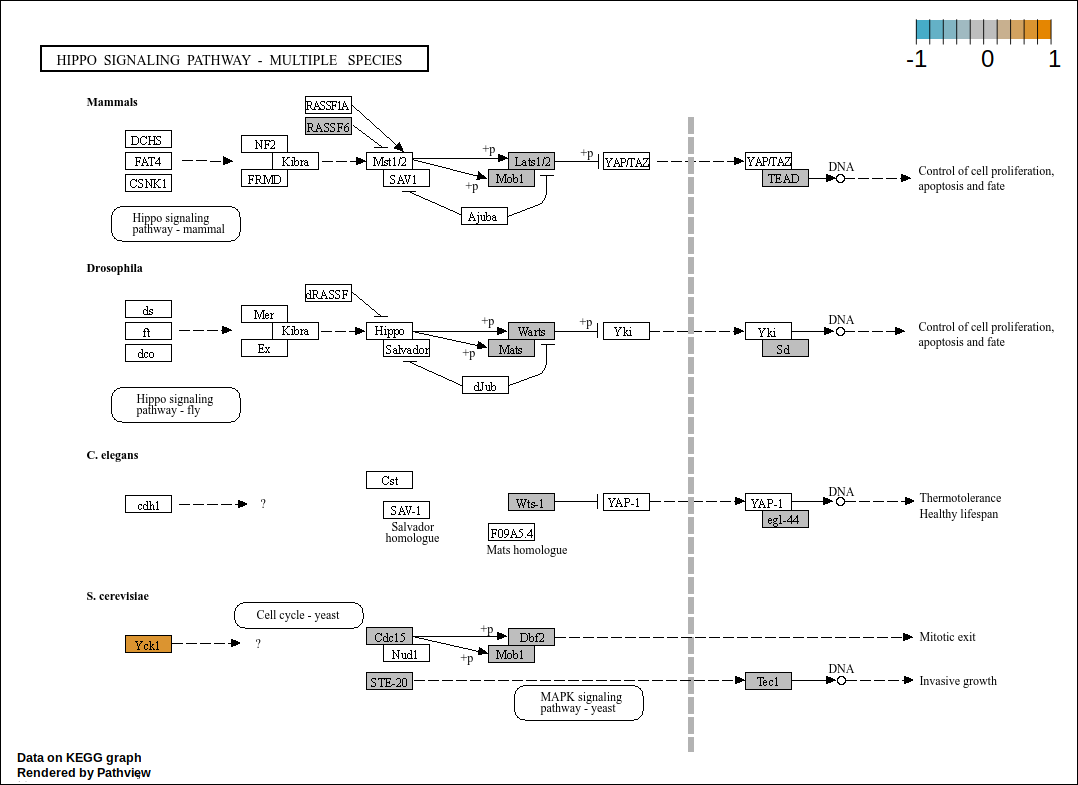 HIPPO SIGNALING PATHWAY - MULTIPLE SPECIES
-1 0 1
Mammals
RASSF1A
RASSF6
DCHS
FAT4
CSNK1
NF2
Kibra
FRMD
Mst1/2
SAV1
+p
+p
Lats1/2
Mob1
+p
YAP/TAZ
YAP/TAZ
TEAD
DNA
Control of cell proliferation,
apoptosis and fate
Ajuba
Hippo signaling
pathway - mammal
Drosophila
dRASSF
ds
ft
dco
Mer
Kibra
Ex
Hippo
Salvador
+p
+p
Warts
Mats
+p
Yki
Yki
Sd
DNA
Control of cell proliferation,
apoptosis and fate
dJub
Hippo signaling
pathway - fly
C. elegans
cdh1
?
Cst
SAV-1
Salvador
homologue
Wts-1
F09A5.4
Mats homologue
YAP-1
YAP-1
egl-44
DNA
Thermotolerance
Healthy lifespan
S. cerevisiae
Cell cycle - yeast
Yck1
?
Cdc15
Nud1
+p
+p
Dbf2
Mob1
Mitotic exit
STE-20
Tec1
DNA
Invasive growth
MAPK signaling
pathway - yeast
Data on KEGG graph
Rendered by Pathview